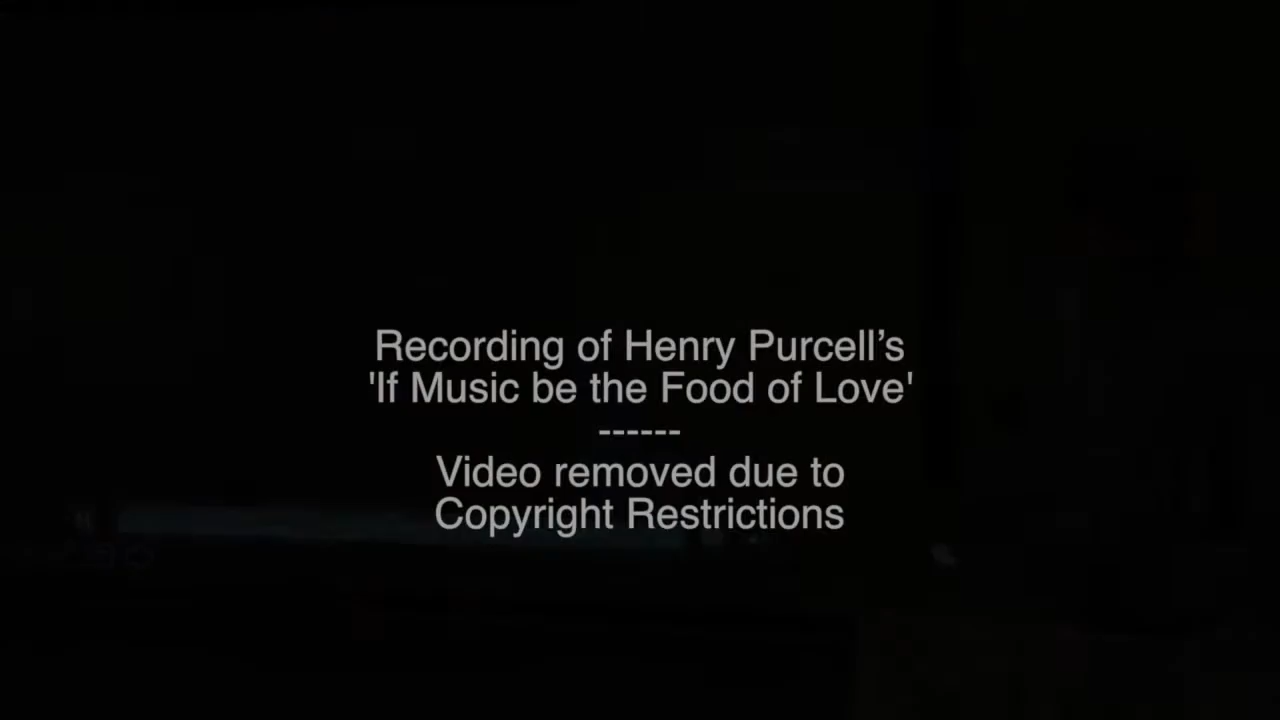 Recording of Henry Purcell’s
'If Music be the Food of Love'
------
Video removed due to
Copyright Restrictions